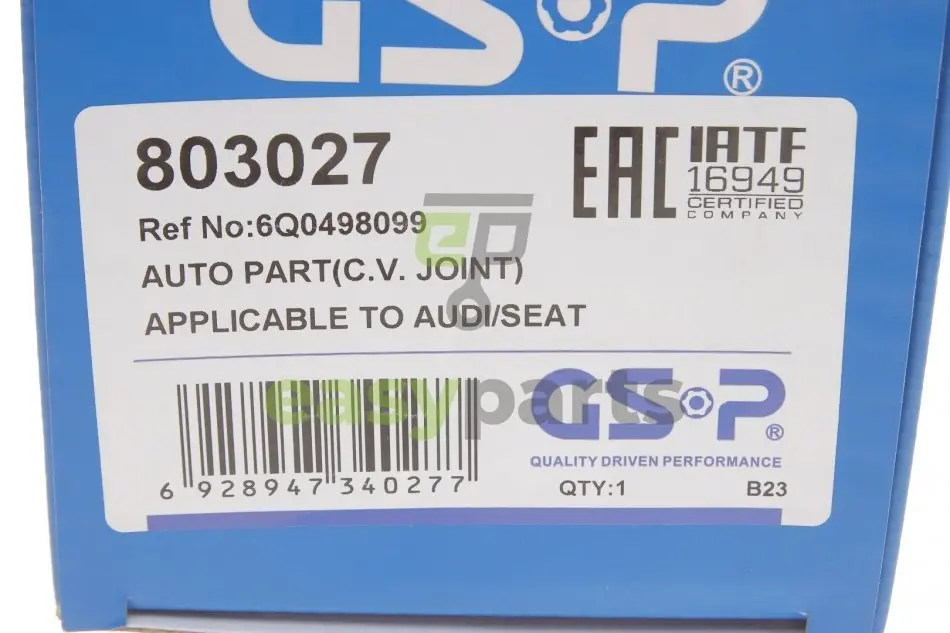 GSP®
803027
EAC
IATF
16949
CERTIFIED
COMPANY
Ref No:6Q0498099
AUTO PART(C.V. JOINT)
APPLICABLE TO AUDI/SEAT
easyparts
GSP®
QUALITY DRIVEN PERFORMANCE
6 928947 340277
QTY:1 B23